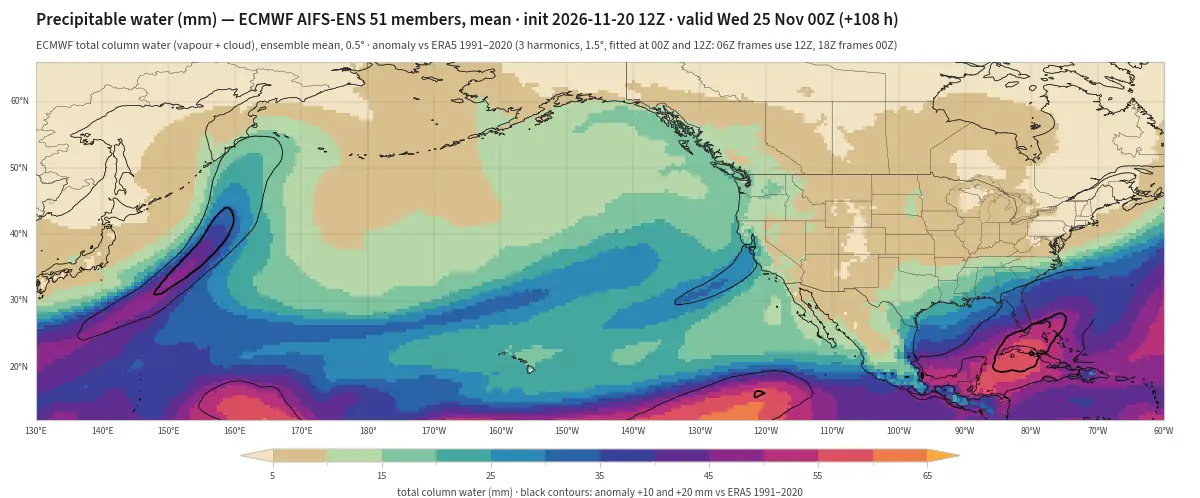 Precipitable water (mm) — ECMWF AIFS-ENS 51 members, mean · init 2026-11-20 12Z · valid Wed 25 Nov 00Z (+108 h)
ECMWF total column water (vapour + cloud), ensemble mean, 0.5° · anomaly vs ERA5 1991–2020 (3 harmonics, 1.5°, fitted at 00Z and 12Z: 06Z frames use 12Z, 18Z frames 00Z)
60°N
50°N
40°N
30°N
20°N
130°E 140°E 150°E 160°E 170°E 180° 170°W 160°W 150°W 140°W 130°W 120°W 110°W 100°W 90°W 80°W 70°W 60°W
5 15 25 35 45 55 65
total column water (mm) · black contours: anomaly +10 and +20 mm vs ERA5 1991–2020